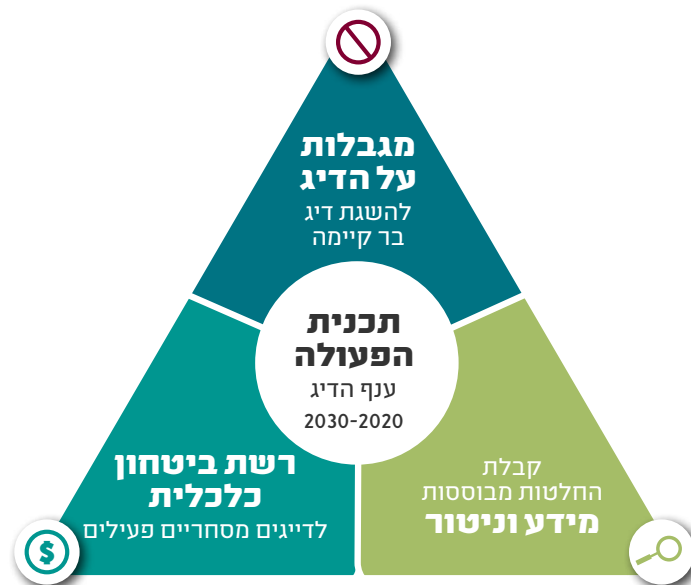 מגבלות
על הדיג
להשגת דיג
בר קיימה
תכנית
הפעולה
ענף הדיג
2030-2020
קבלת
החלטות מבוססות
מידע וניטור
רשת ביטחון
כלכלית
לדייגים מסחריים פעילים
$